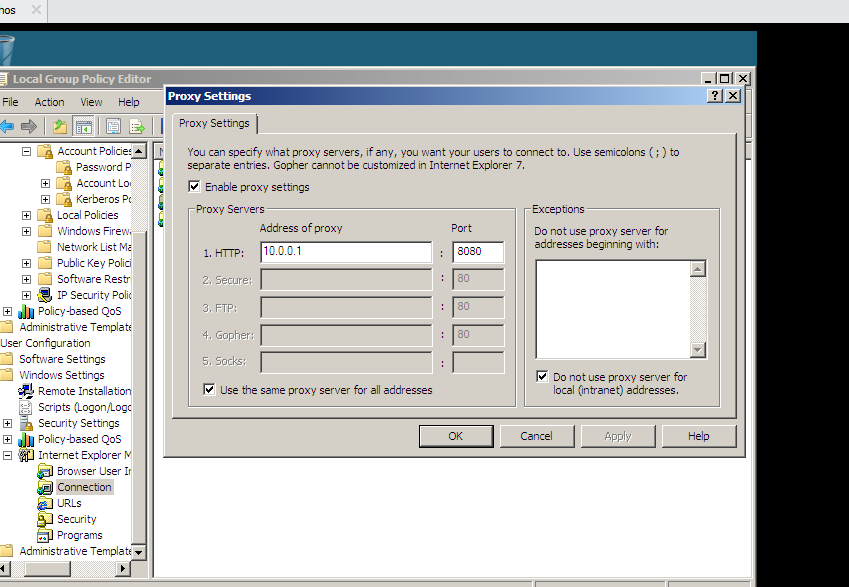 nos
Local Group Policy Editor
File Action View Help
Account Policies
Password P
Account Lo
Kerberos Po
Local Policies
Windows Firew
Network List Ma
Public Key Polici
Software Restr
IP Security Polic
Policy-based QoS
Administrative Template
User Configuration
Software Settings
Windows Settings
Remote Installation
Scripts (Logon/Logo
Security Settings
Policy-based QoS
Internet Explorer M
Browser User In
Connection
URLs
Security
Programs
Administrative Template
Proxy Settings
Proxy Settings
You can specify what proxy servers, if any, you want your users to connect to. Use semicolons ( ; ) to
separate entries. Gopher cannot be customized in Internet Explorer 7.
Enable proxy settings
Proxy Servers
Address of proxy Port
1. HTTP: 10.0.0.1 : 8080
2. Secure: : 80
3. FTP: : 80
4. Gopher: : 80
5. Socks: :
Use the same proxy server for all addresses
Exceptions
Do not use proxy server for
addresses beginning with:
Do not use proxy server for
local (intranet) addresses.
OK Cancel Apply Help